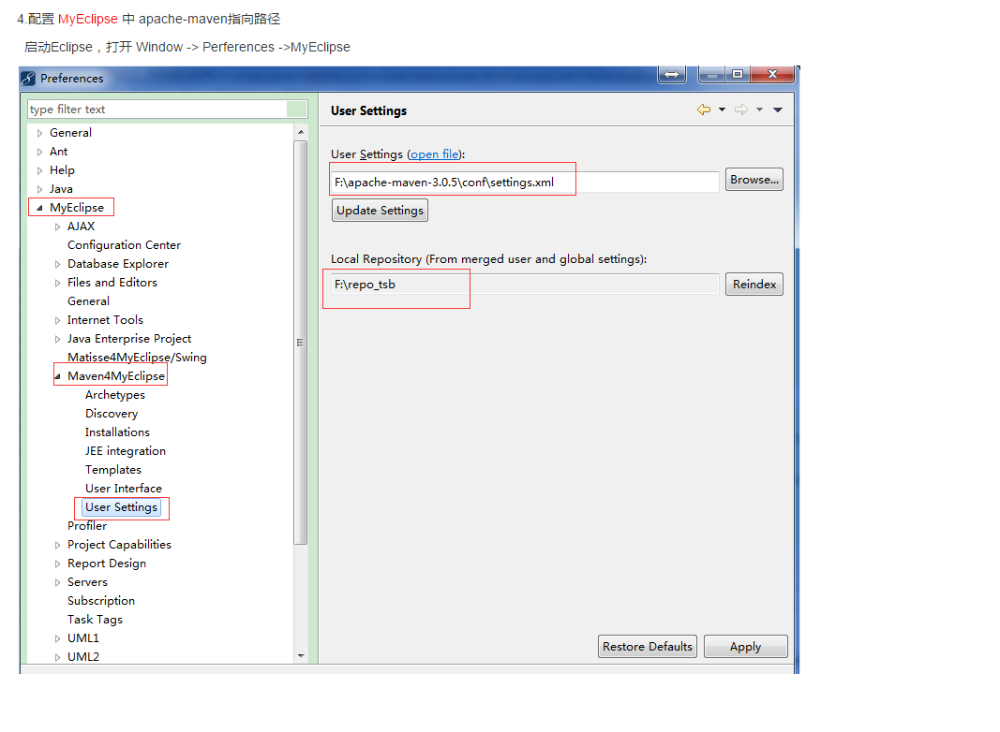 4.配置 MyEclipse 中 apache-maven指向路径
启动Eclipse，打开 Window -> Perferences ->MyEclipse
Preferences
type filter text
General
Ant
Help
Java
MyEclipse
AJAX
Configuration Center
Database Explorer
Files and Editors
General
Internet Tools
Java Enterprise Project
Matisse4MyEclipse/Swing
Maven4MyEclipse
Archetypes
Discovery
Installations
JEE integration
Templates
User Interface
User Settings
Profiler
Project Capabilities
Report Design
Servers
Subscription
Task Tags
UML1
UML2
User Settings
User Settings (open file):
F:\apache-maven-3.0.5\conf\settings.xml
Browse...
Update Settings
Local Repository (From merged user and global settings):
F:\repo_tsb
Reindex
Restore Defaults
Apply